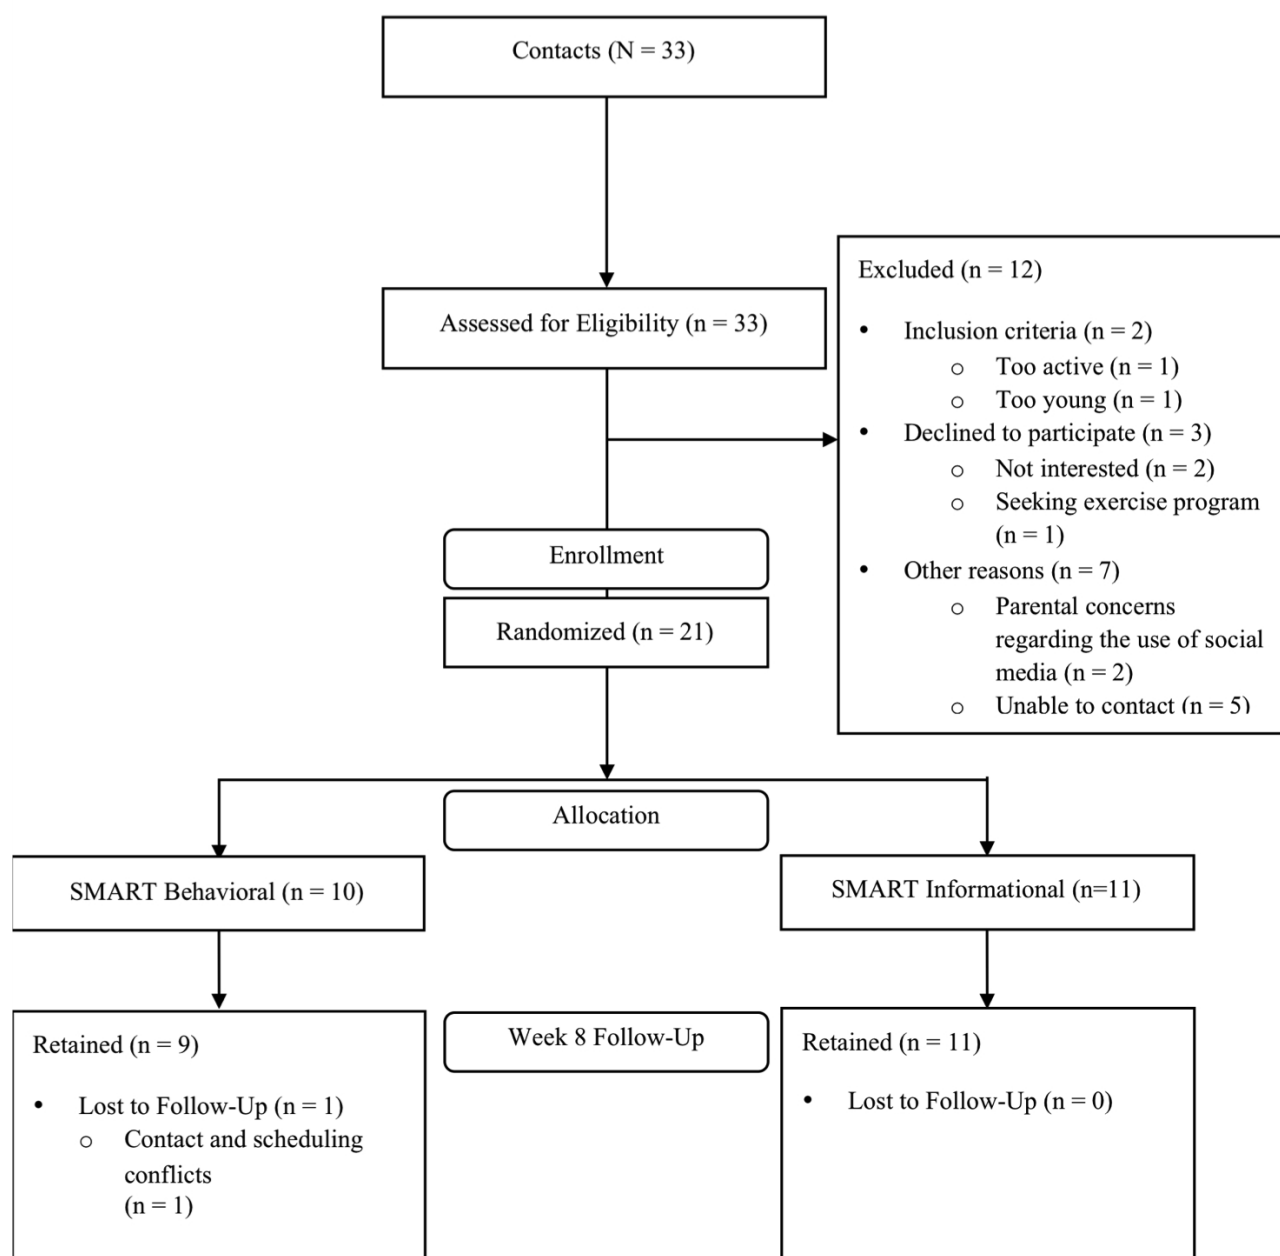 Contacts (N = 33)
Assessed for Eligibility (n = 33)
Excluded (n = 12)
• Inclusion criteria (n = 2)
o Too active (n = 1)
o Too young (n = 1)
• Declined to participate (n = 3)
o Not interested (n = 2)
o Seeking exercise program
(n = 1)
• Other reasons (n = 7)
o Parental concerns
regarding the use of social
media (n = 2)
o Unable to contact (n = 5)
Enrollment
Randomized (n = 21)
Allocation
SMART Behavioral (n = 10)
SMART Informational (n=11)
Week 8 Follow-Up
Retained (n = 9)
• Lost to Follow-Up (n = 1)
o Contact and scheduling
conflicts
(n = 1)
Retained (n = 11)
• Lost to Follow-Up (n = 0)